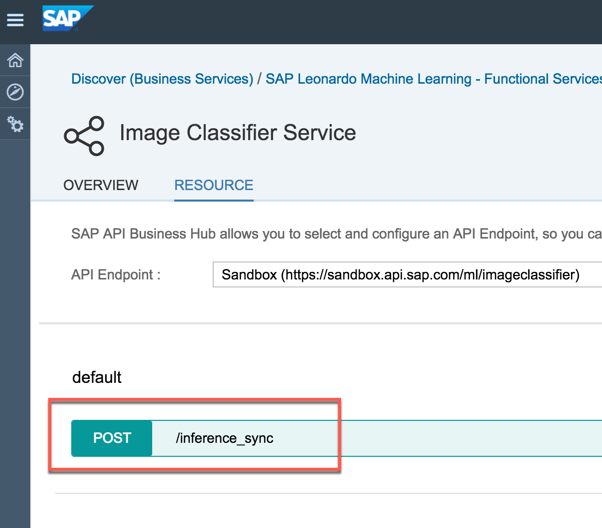 SAP
Discover (Business Services) / SAP Leonardo Machine Learning - Functional Services
Image Classifier Service
OVERVIEW RESOURCE
SAP API Business Hub allows you to select and configure an API Endpoint, so you ca
API Endpoint : Sandbox (https://sandbox.api.sap.com/ml/imageclassifier)
default
POST /inference_sync